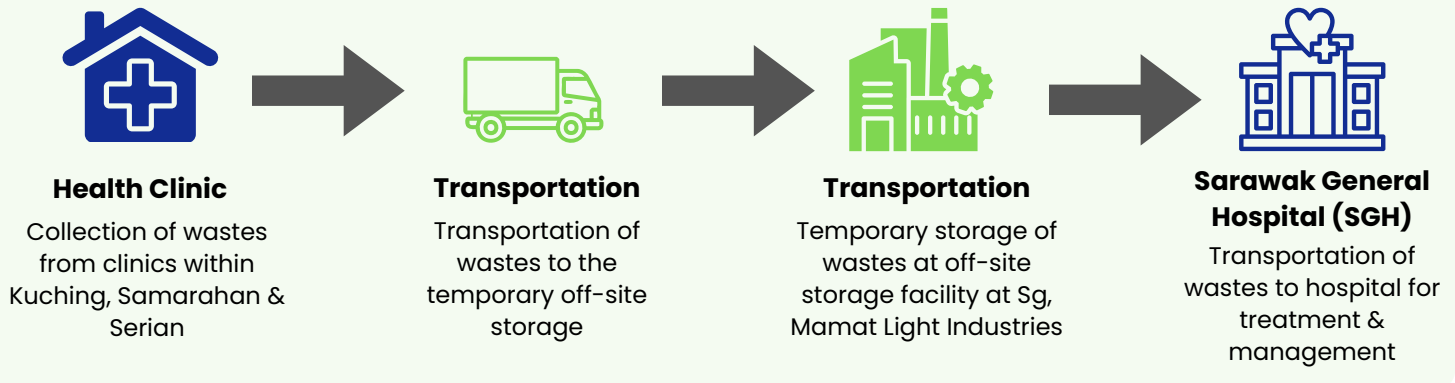 Health Clinic
Collection of wastes
from clinics within
Kuching, Samarahan &
Serian
Transportation
Transportation of
wastes to the
temporary off-site
storage
Transportation
Temporary storage of
wastes at off-site
storage facility at Sg,
Mamat Light Industries
Sarawak General
Hospital (SGH)
Transportation of
wastes to hospital for
treatment &
management